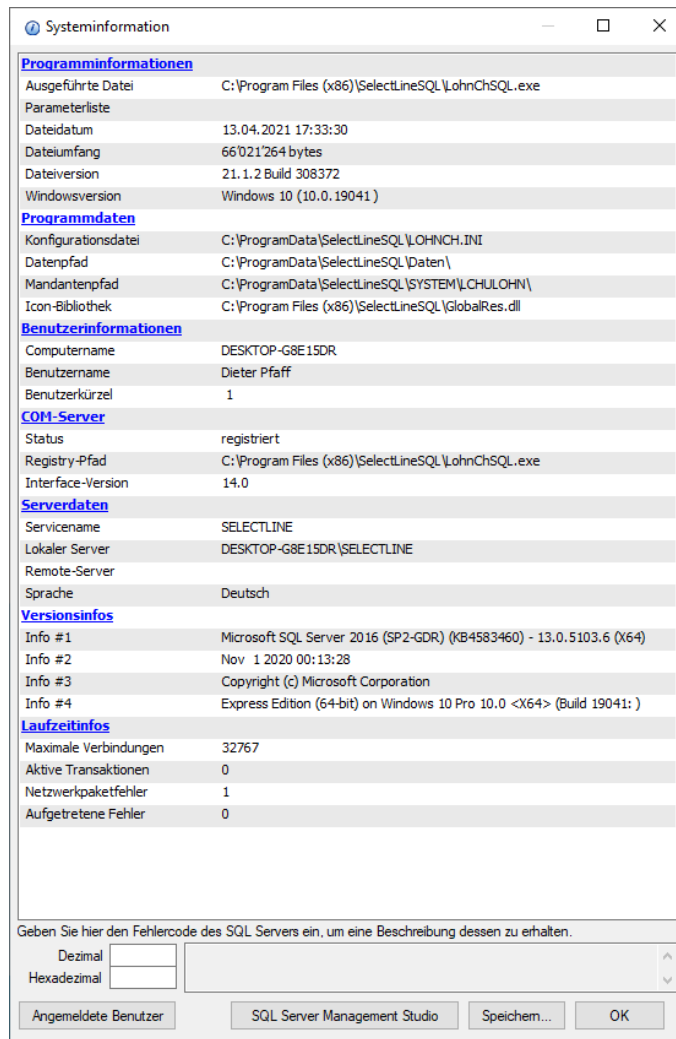 Systeminformation
Programminformationen
Ausgeführte Datei C:\Program Files (x86)\SelectLineSQL\LohnChSQL.exe
Parameterliste
Dateidatum 13.04.2021 17:33:30
Dateiumfang 66'021'264 bytes
Dateiversion 21.1.2 Build 308372
Windowsversion Windows 10 (10.0.19041 )
Programmdaten
Konfigurationsdatei C:\ProgramData\SelectLineSQL\LOHNCH.INI
Datenpfad C:\ProgramData\SelectLineSQL\Daten\
Mandantenpfad C:\ProgramData\SelectLineSQL\SYSTEM\LCHULOHN\
Icon-Bibliothek C:\Program Files (x86)\SelectLineSQL\GlobalRes.dll
Benutzerinformationen
Computername DESKTOP-G8E15DR
Benutzername Dieter Pfaff
Benutzerkürzel 1
COM-Server
Status registriert
Registry-Pfad C:\Program Files (x86)\SelectLineSQL\LohnChSQL.exe
Interface-Version 14.0
Serverdaten
Servicename SELECTLINE
Lokaler Server DESKTOP-G8E15DR\SELECTLINE
Remote-Server
Sprache Deutsch
Versionsinfos
Info #1 Microsoft SQL Server 2016 (SP2-GDR) (KB4583460) - 13.0.5103.6 (X64)
Info #2 Nov 1 2020 00:13:28
Info #3 Copyright (c) Microsoft Corporation
Info #4 Express Edition (64-bit) on Windows 10 Pro 10.0 <X64> (Build 19041: )
Laufzeitinfos
Maximale Verbindungen 32767
Aktive Transaktionen 0
Netzwerkpaketfehler 1
Aufgetretene Fehler 0
Geben Sie hier den Fehlercode des SQL Servers ein, um eine Beschreibung dessen zu erhalten.
Dezimal
Hexadezimal
Angemeldete Benutzer SQL Server Management Studio Speichern... OK